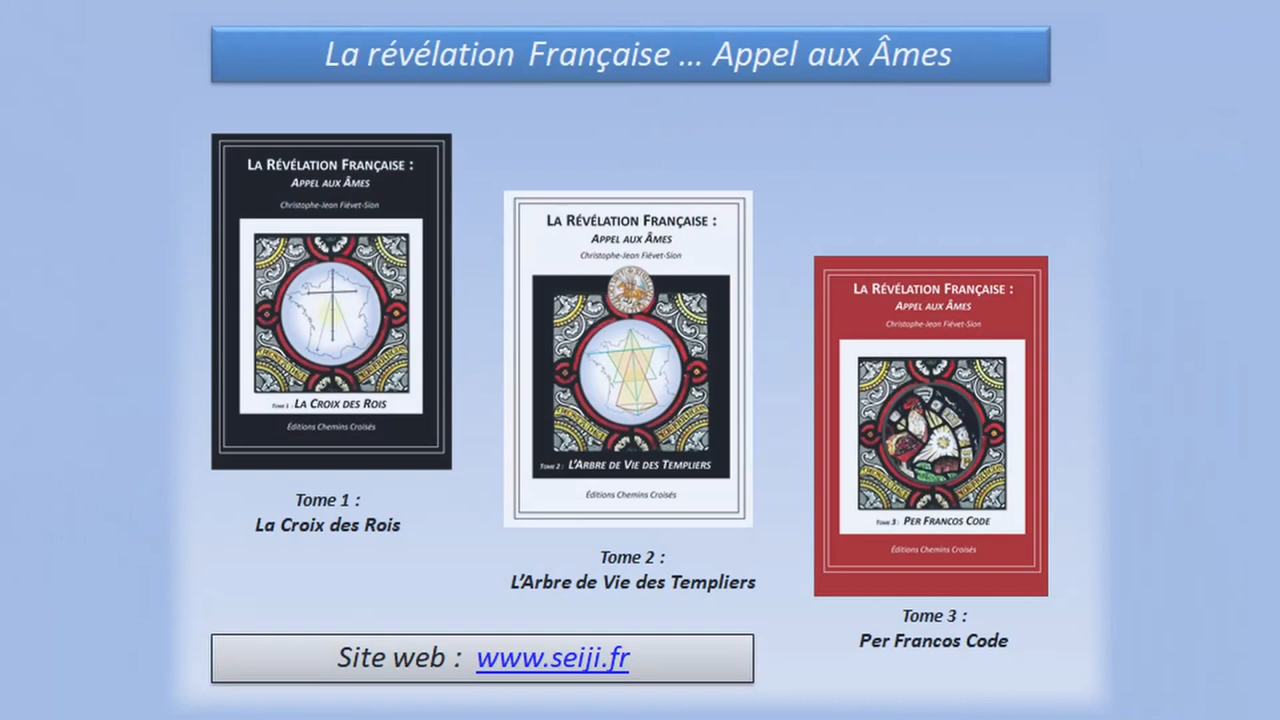 La révélation Française ... Appel aux Âmes
LA RÉVÉLATION FRANÇAISE :
APPEL AUX ÂMES
Christophe-Jean Fiévet-Sion
TOME 1 : LA CROIX DES ROIS
Éditions Chemins Croisés
Tome 1 :
La Croix des Rois
LA RÉVÉLATION FRANÇAISE :
APPEL AUX ÂMES
Christophe-Jean Fiévet-Sion
TOME 2 : L'ARBRE DE VIE DES TEMPLIERS
Éditions Chemins Croisés
Tome 2 :
L'Arbre de Vie des Templiers
LA RÉVÉLATION FRANÇAISE :
APPEL AUX ÂMES
Christophe-Jean Fiévet-Sion
TOME 3 : PER FRANCOS CODE
Éditions Chemins Croisés
Tome 3 :
Per Francos Code
Site web : www.seiji.fr